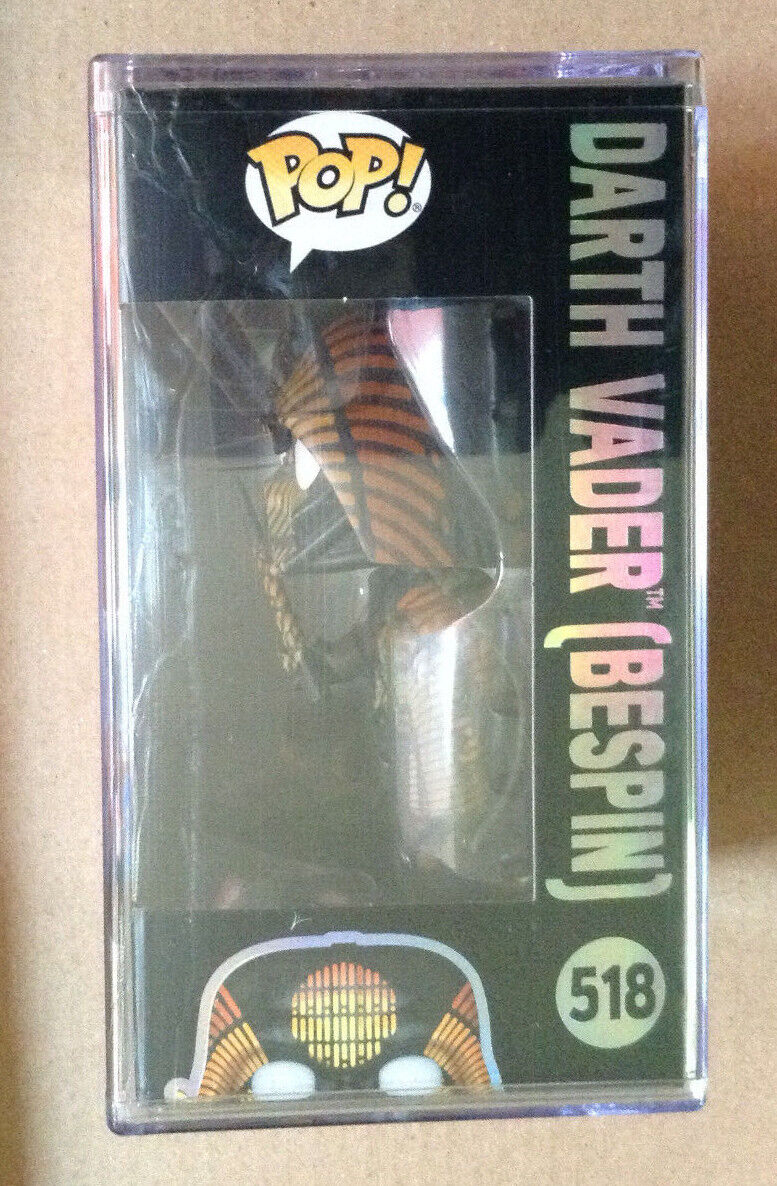 POP!®
DARTH VADER™ (BESPIN)
518